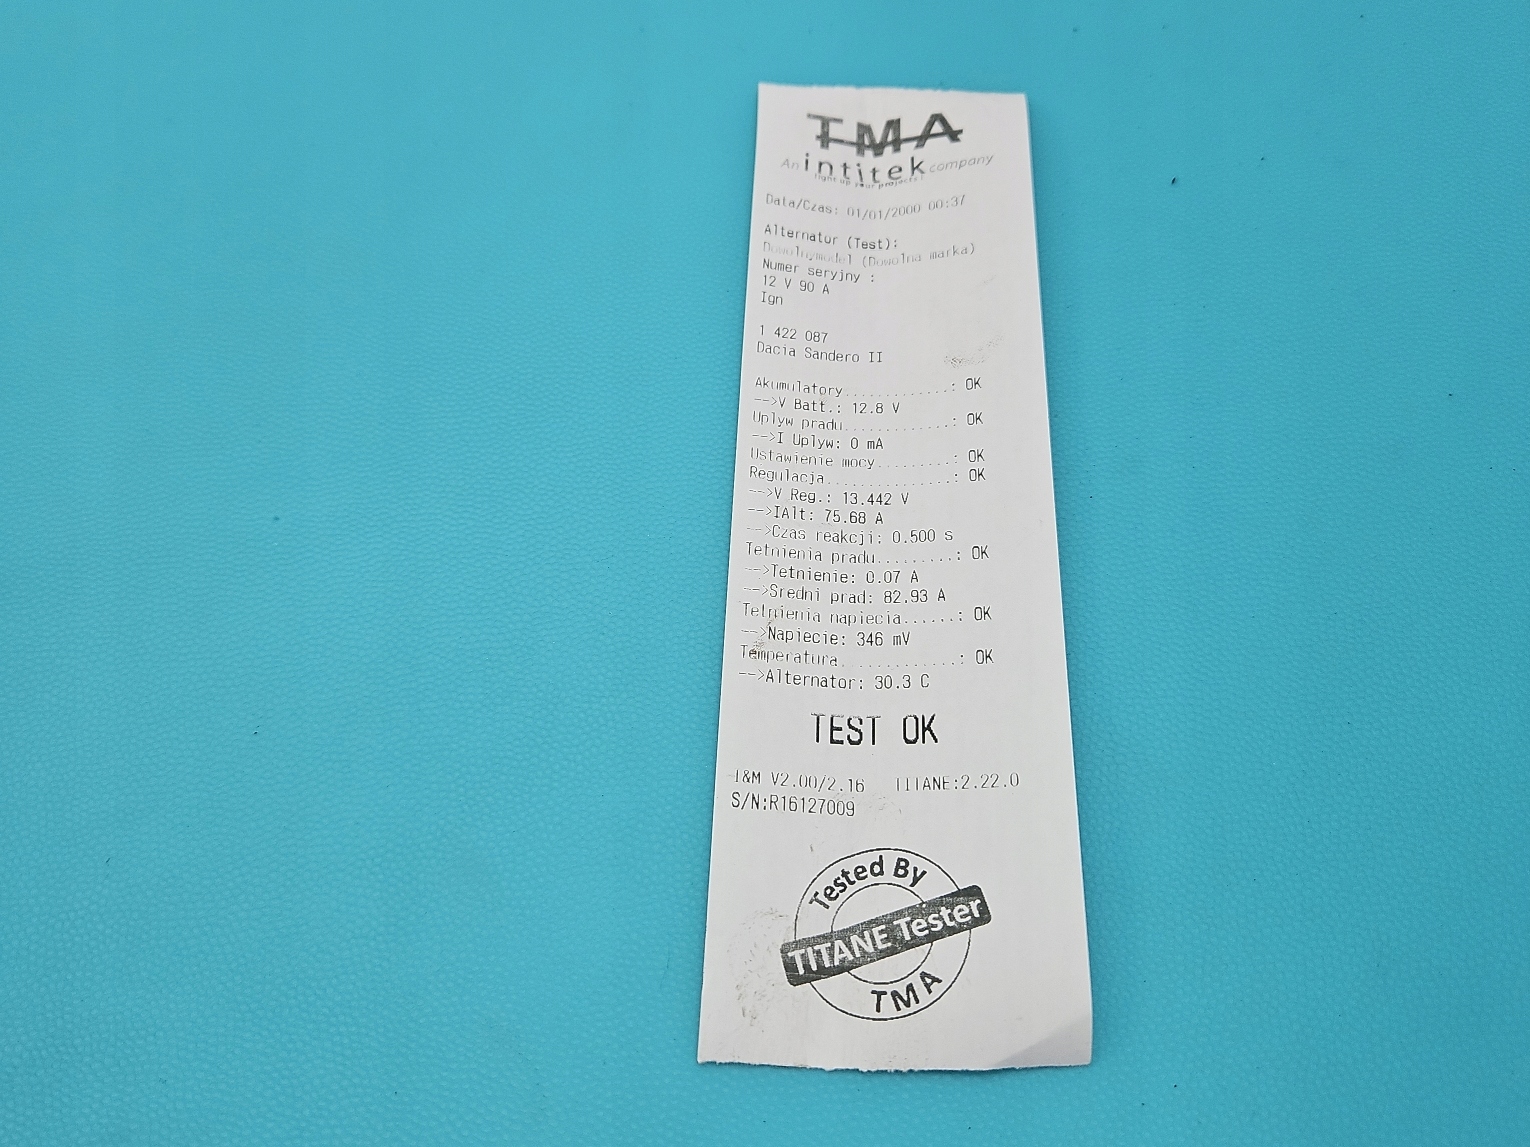 TMA
An intitek company
light up your projects!
Data/Czas: 01/01/2000 00:37
Alternator (Test):
Dowolnymodel (Dowolna marka)
Numer seryjny :
12 V 90 A
Ign
1 422 087
Dacia Sandero II
Akumulatory.............: OK
-->V Batt.: 12.8 V
Uplyw pradu.............: OK
-->I Uplyw: 0 mA
Ustawienie mocy.........: OK
Regulacja...............: OK
-->V Reg.: 13.442 V
-->IAlt: 75.68 A
-->Czas reakcji: 0.500 s
Tetnienia pradu.........: OK
-->Tetnienie: 0.07 A
-->Sredni prad: 82.93 A
Tetnienia napiecia......: OK
-->Napiecie: 346 mV
Temperatura.............: OK
-->Alternator: 30.3 C
TEST OK
I&M V2.00/2.16 TITANE:2.22.0
S/N:R16127009
Tested By
TITANE Tester
TMA